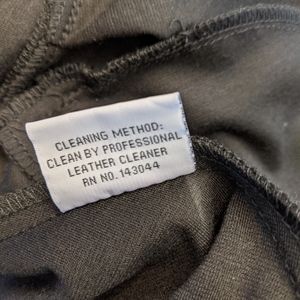 CLEANING METHOD:
CLEAN BY PROFESSIONAL
LEATHER CLEANER
RN NO. 143044